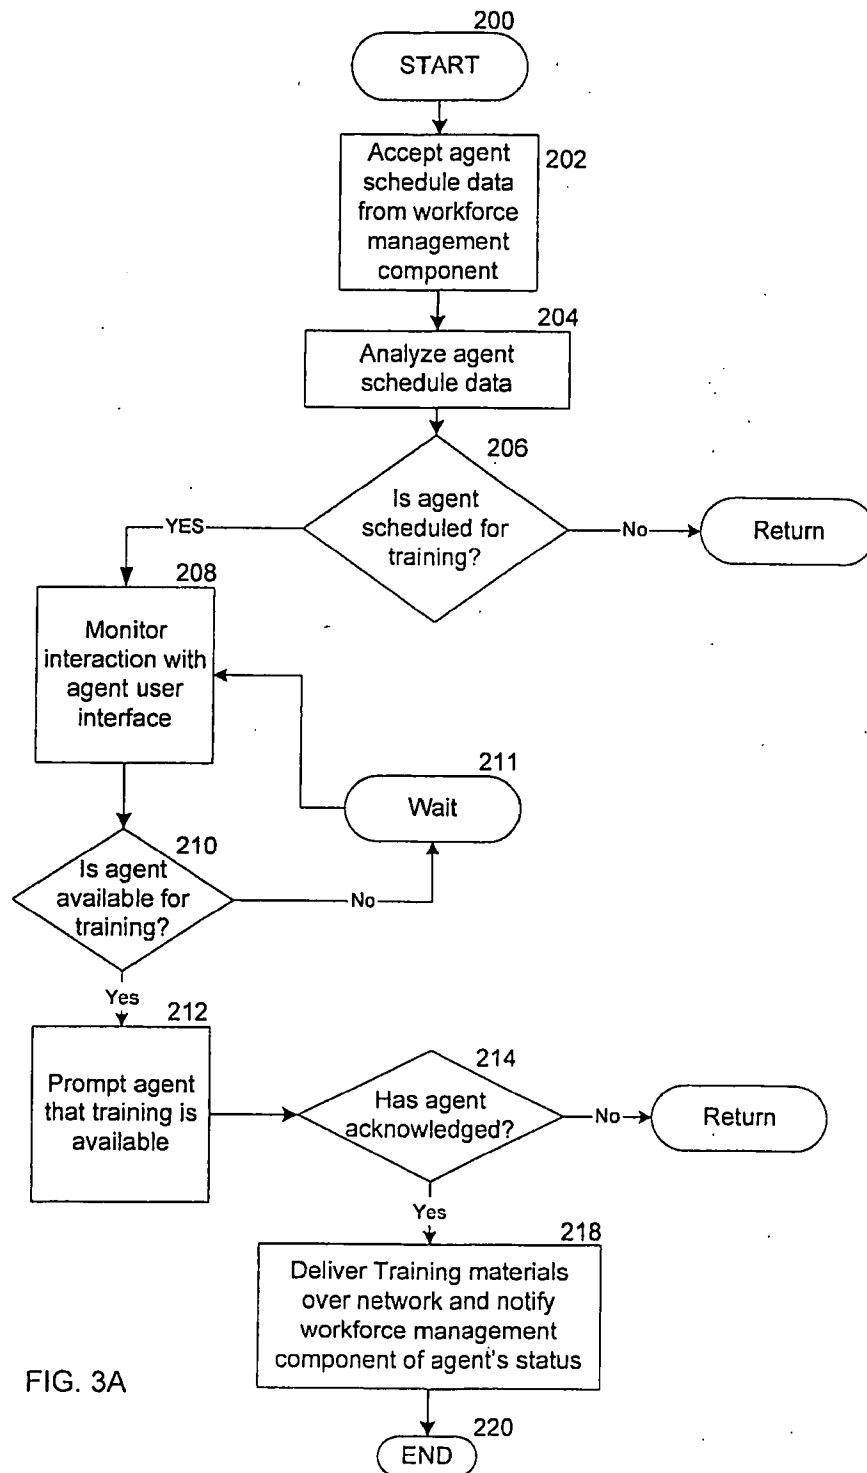 200
START
202
Accept agent
schedule data
from workforce
management
component
204
Analyze agent
schedule data
206
Is agent
scheduled for
training?
YES
No
Return
208
Monitor
interaction with
agent user
interface
211
Wait
210
Is agent
available for
training?
No
Yes
212
Prompt agent
that training is
available
214
Has agent
acknowledged?
No
Return
Yes
218
Deliver Training materials
over network and notify
workforce management
component of agent's status
FIG. 3A
220
END